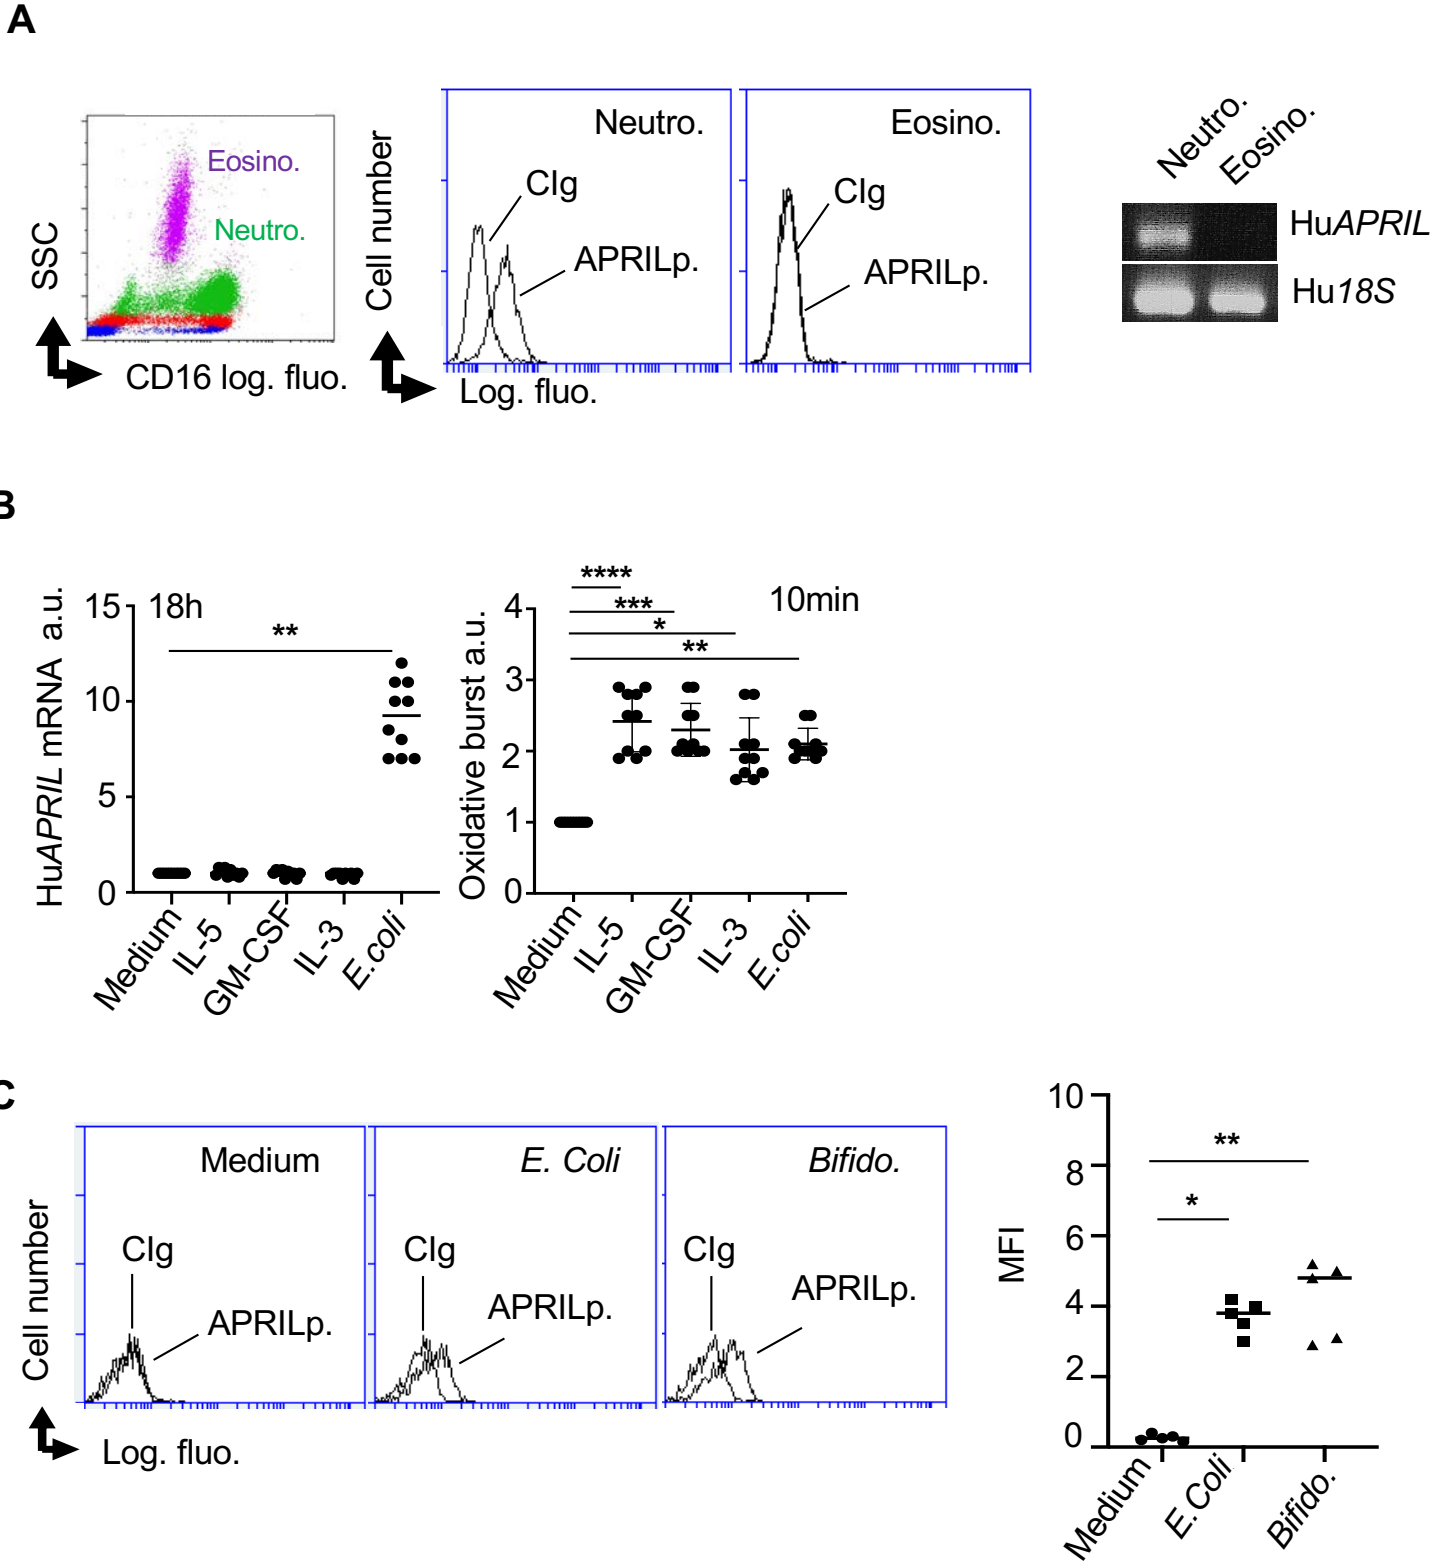 A
SSC
Eosino.
Neutro.
CD16 log. fluo.
Cell number
Neutro.
CIg
APRILp.
Eosino.
CIg
APRILp.
Log. fluo.
Neutro.
Eosino.
HuAPRIL
Hu18S
B
HuAPRIL mRNA a.u.
15
10
5
0
18h
**
Medium
IL-5
GM-CSF
IL-3
E.coli
Oxidative burst a.u.
4
3
2
1
0
10min
****
***
*
**
Medium
IL-5
GM-CSF
IL-3
E.coli
C
Cell number
Medium
CIg
APRILp.
E. Coli
CIg
APRILp.
Bifido.
CIg
APRILp.
Log. fluo.
MFI
10
8
6
4
2
0
**
*
Medium
E.Coli
Bifido.